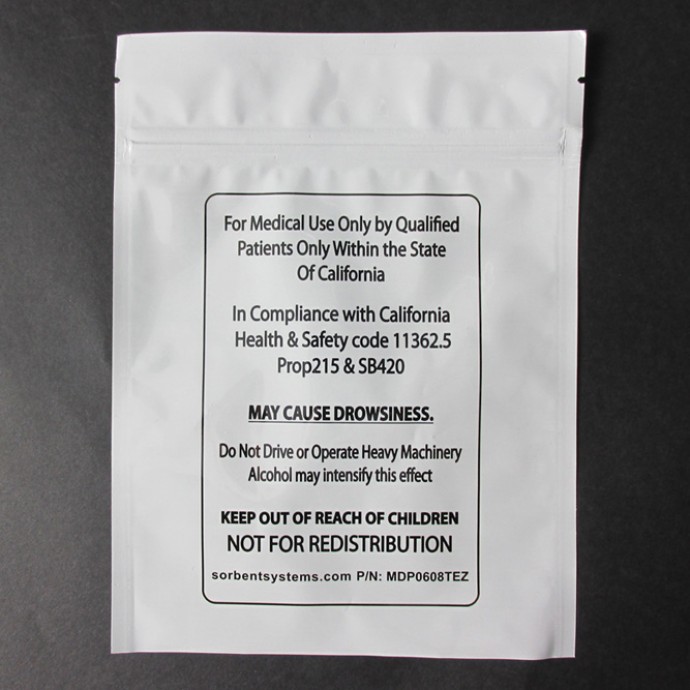 For Medical Use Only by Qualified
Patients Only Within the State
Of California
In Compliance with California
Health & Safety code 11362.5
Prop215 & SB420
MAY CAUSE DROWSINESS.
Do Not Drive or Operate Heavy Machinery
Alcohol may intensify this effect
KEEP OUT OF REACH OF CHILDREN
NOT FOR REDISTRIBUTION
sorbentsystems.com P/N: MDP0608TEZ